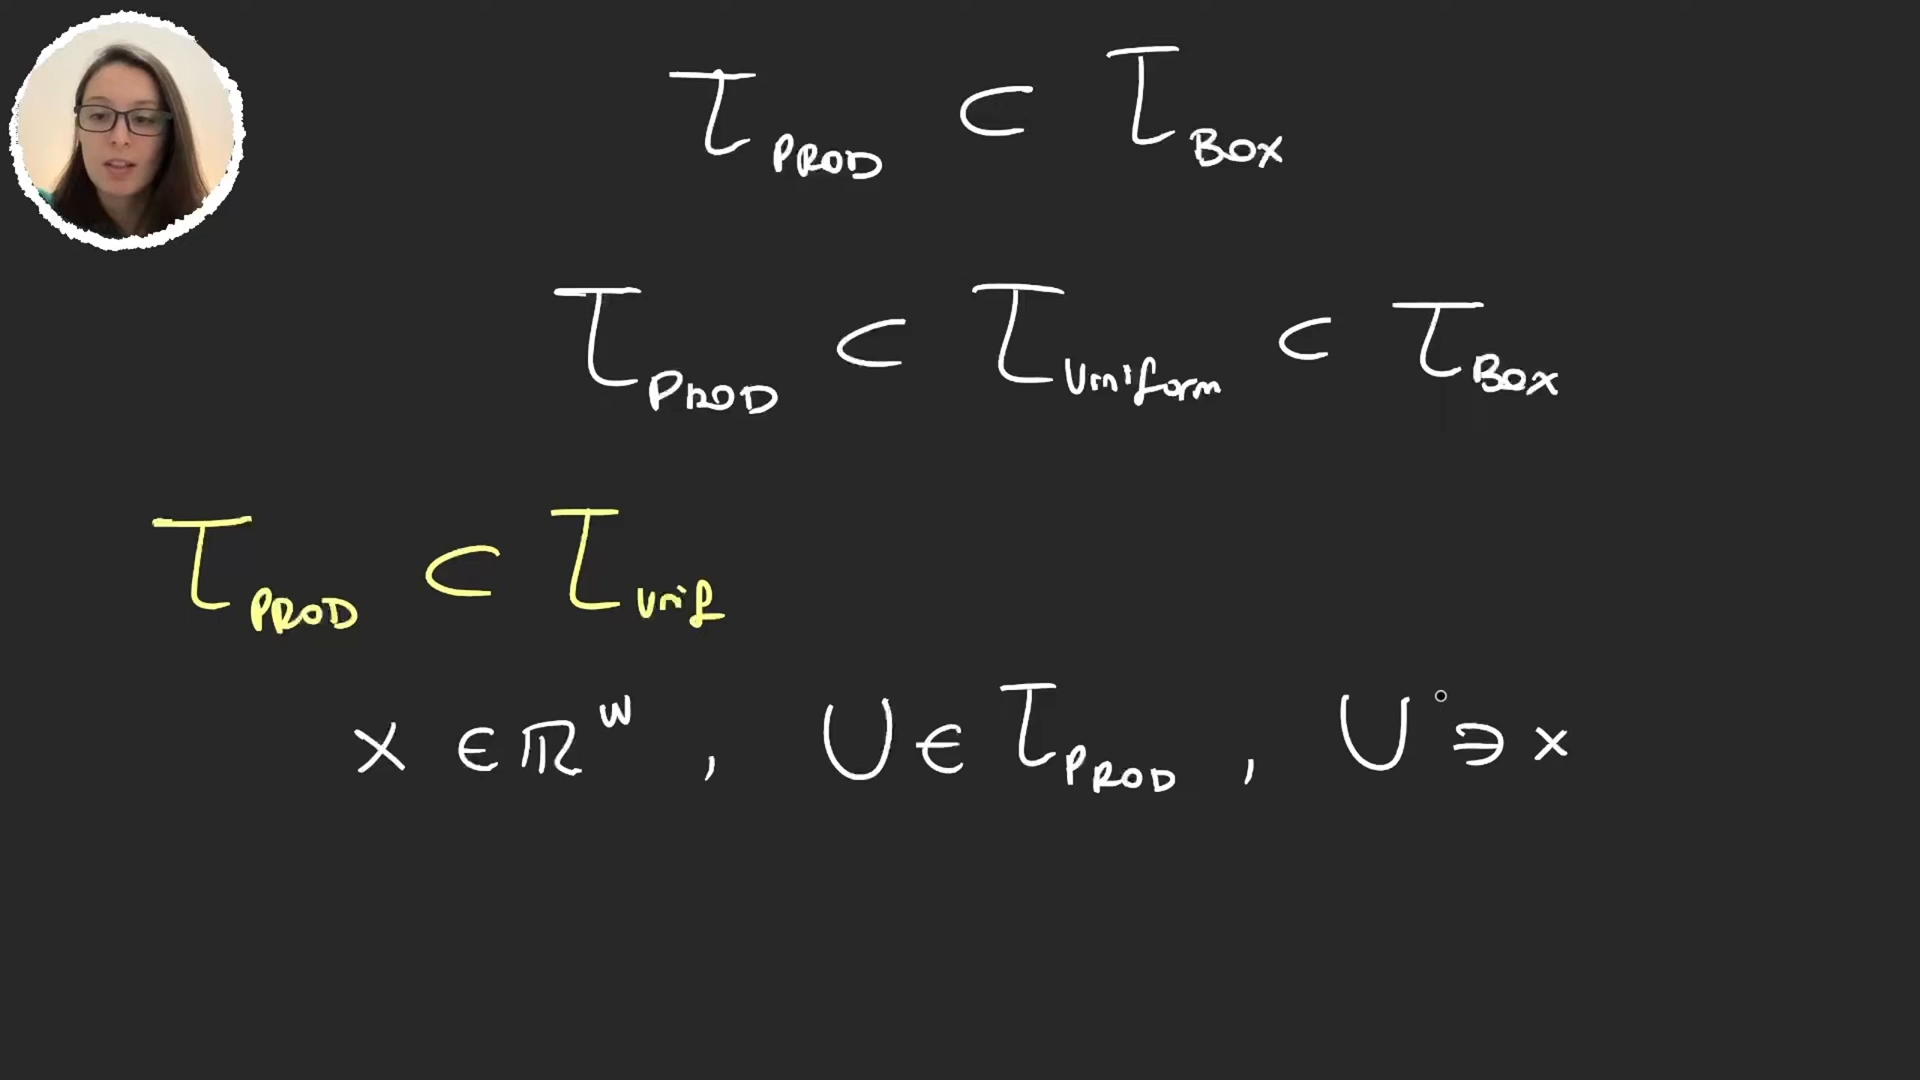 τ_PROD ⊂ τ_BOX
τ_PROD ⊂ τ_Uniform ⊂ τ_BOX
τ_PROD ⊂ τ_Unif
x ∈ ℝ^ω , U ∈ τ_PROD , U ∋ x